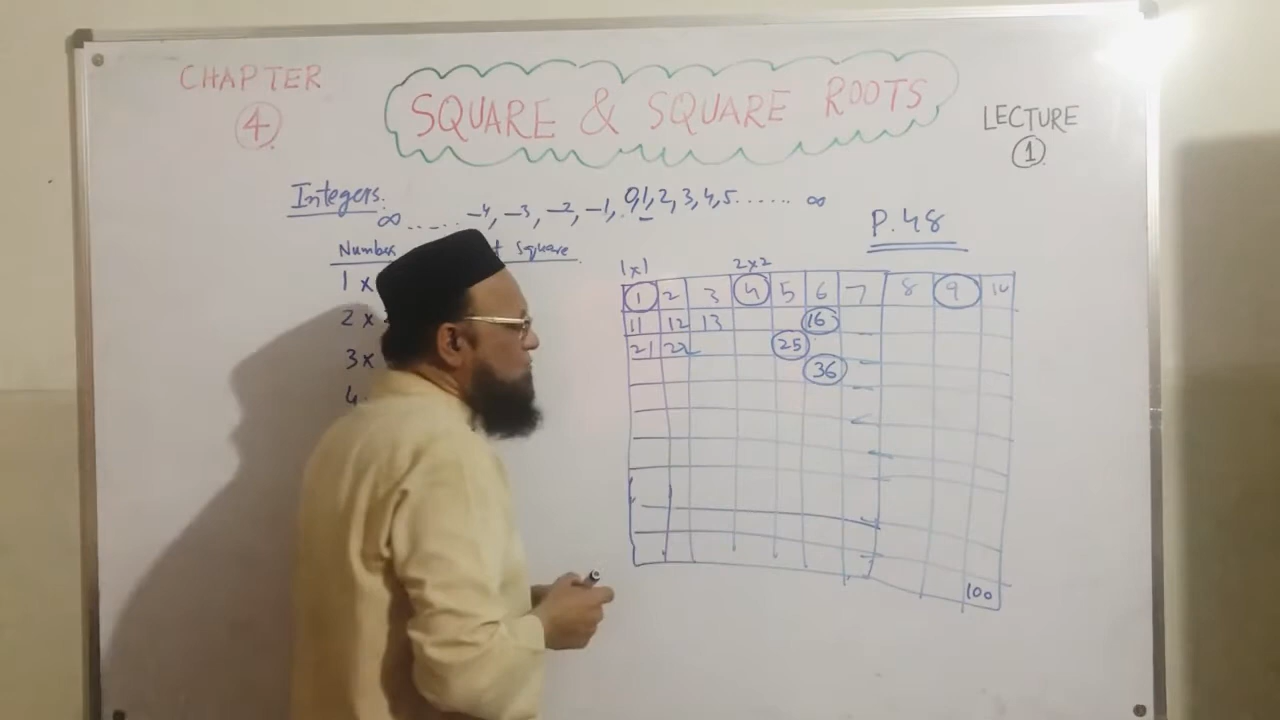 CHAPTER
4
SQUARE & SQUARE ROOTS
LECTURE
1
Integers.
∞ ...... -4, -3, -2, -1, 0, 1, 2, 3, 4, 5 ...... ∞
P.48
Number Square
1 x
2 x
3 x
4
1x1 2x2
1 2 3 4 5 6 7 8 9 10
11 12 13 16
21 22 25
36
100